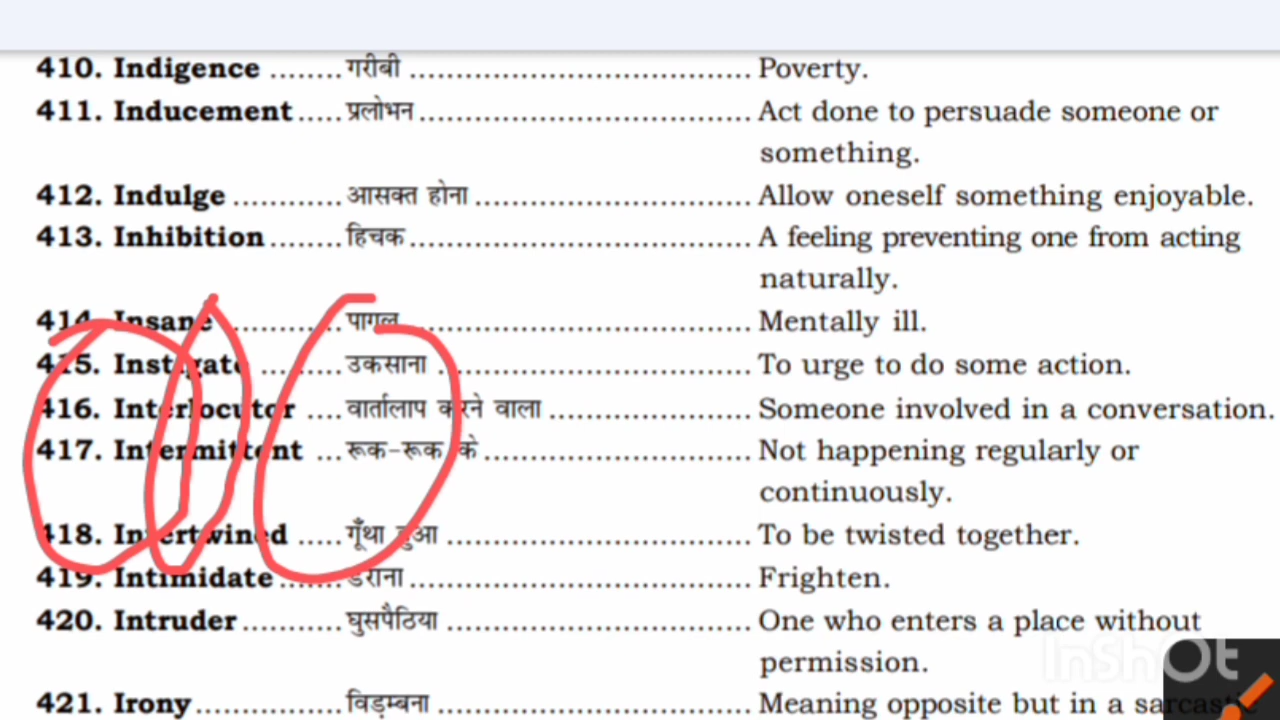 410. Indigence ........ गरीबी ........................................ Poverty.
411. Inducement ..... प्रलोभन ....................................... Act done to persuade someone or
something.
412. Indulge ............ आसक्त होना ................................ Allow oneself something enjoyable.
413. Inhibition ........ हिचक ........................................ A feeling preventing one from acting
naturally.
414. Insane ............ पागल ....................................... Mentally ill.
415. Instigate ......... उकसाना .................................... To urge to do some action.
416. Interlocutor .... वार्तालाप करने वाला ....................... Someone involved in a conversation.
417. Intermittent ... रूक-रूक के ............................... Not happening regularly or
continuously.
418. Intertwined ..... गूँथा हुआ ................................... To be twisted together.
419. Intimidate ....... डराना ....................................... Frighten.
420. Intruder .......... घुसपैठिया ................................... One who enters a place without
permission.
421. Irony ............... विड़म्बना .................................... Meaning opposite but in a sarcastic
InShOt